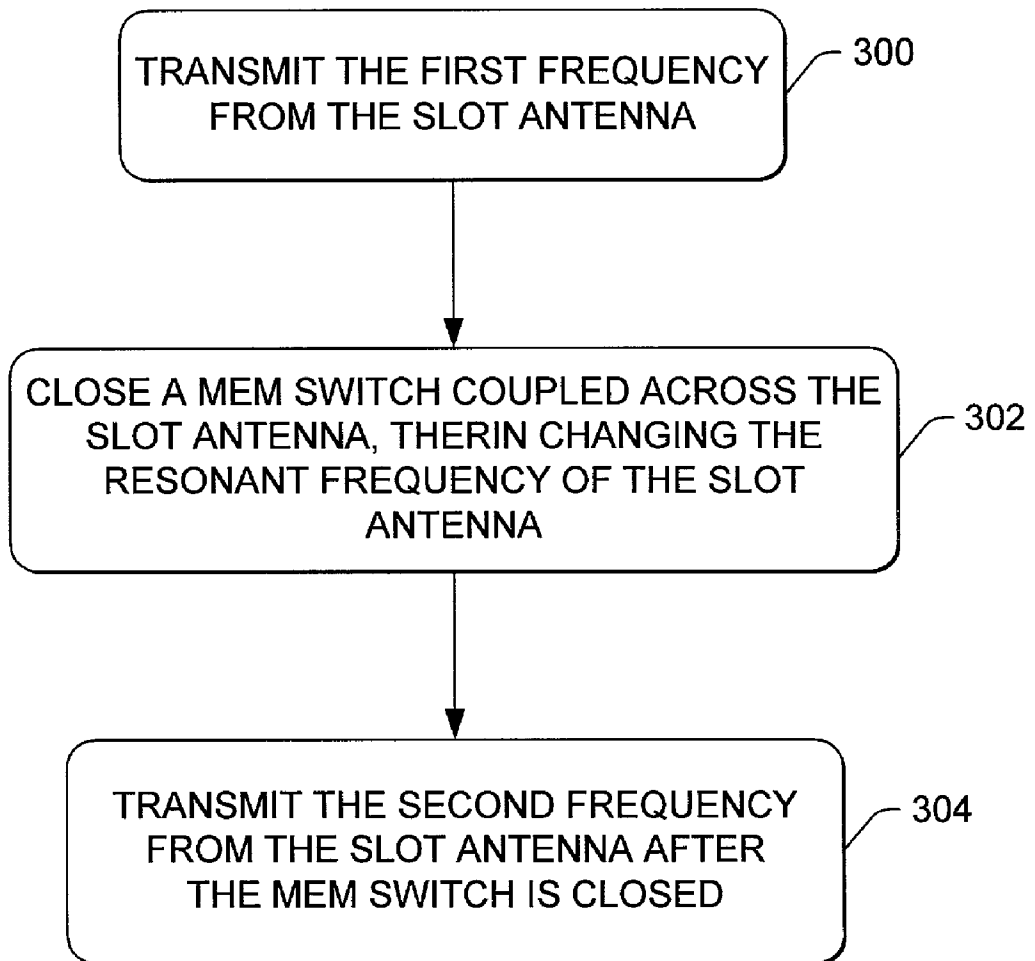 TRANSMIT THE FIRST FREQUENCY
FROM THE SLOT ANTENNA
300
CLOSE A MEM SWITCH COUPLED ACROSS THE
SLOT ANTENNA, THERIN CHANGING THE
RESONANT FREQUENCY OF THE SLOT
ANTENNA
302
TRANSMIT THE SECOND FREQUENCY
FROM THE SLOT ANTENNA AFTER
THE MEM SWITCH IS CLOSED
304